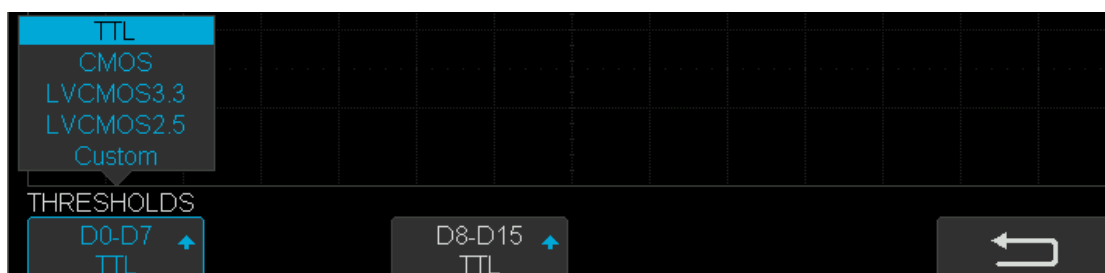 TTL
CMOS
LVCMOS3.3
LVCMOS2.5
Custom
THRESHOLDS
D0-D7
TTL
D8-D15
TTL